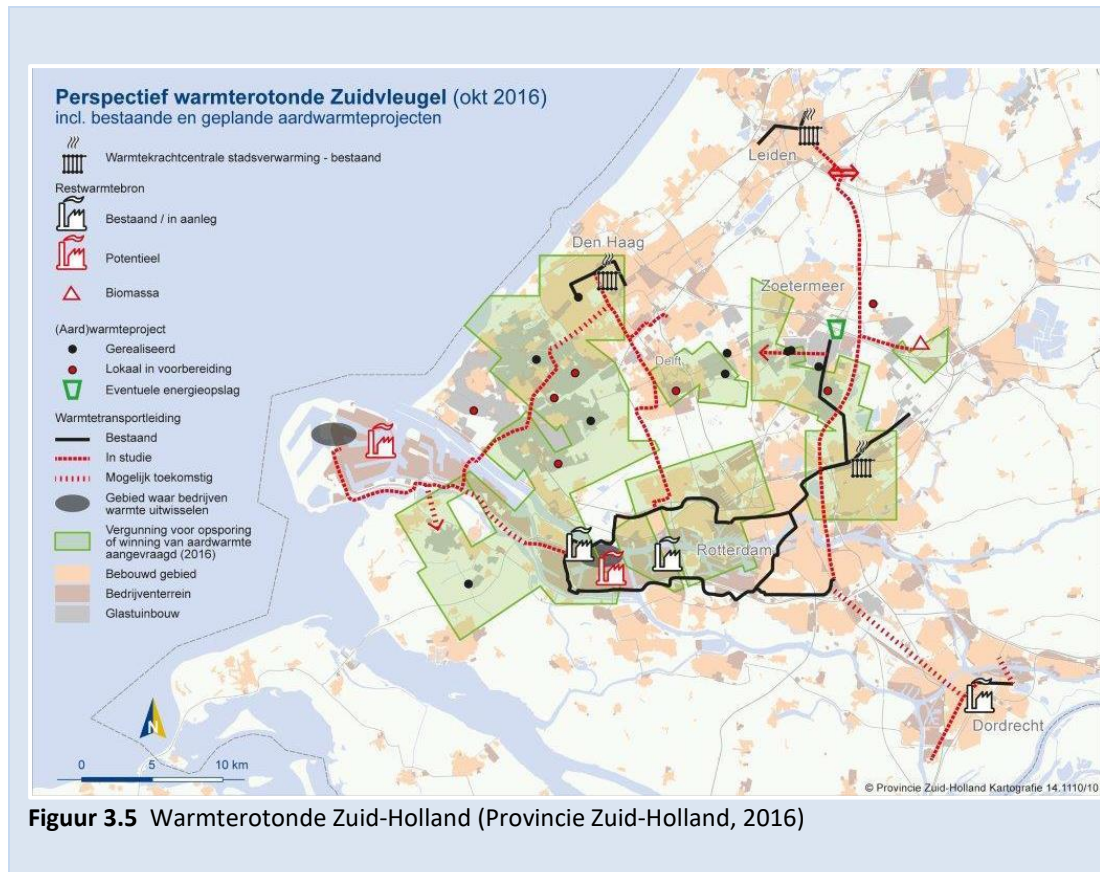 Perspectief warmterotonde Zuidvleugel (okt 2016)
incl. bestaande en geplande aardwarmteprojecten
Warmtekrachtcentrale stadsverwarming - bestaand
Restwarmtebron
Bestaand / in aanleg
Potentieel
Biomassa
(Aard)warmteproject
Gerealiseerd
Lokaal in voorbereiding
Eventuele energieopslag
Warmtetransportleiding
Bestaand
In studie
Mogelijk toekomstig
Gebied waar bedrijven
warmte uitwisselen
Vergunning voor opsporing
of winning van aardwarmte
aangevraagd (2016)
Bebouwd gebied
Bedrijventerrein
Glastuinbouw
Leiden
Den Haag
Zoetermeer
Delft
Rotterdam
Dordrecht
N
0 5 10 km
© Provincie Zuid-Holland Kartografie 14.1110/10
Figuur 3.5 Warmterotonde Zuid-Holland (Provincie Zuid-Holland, 2016)